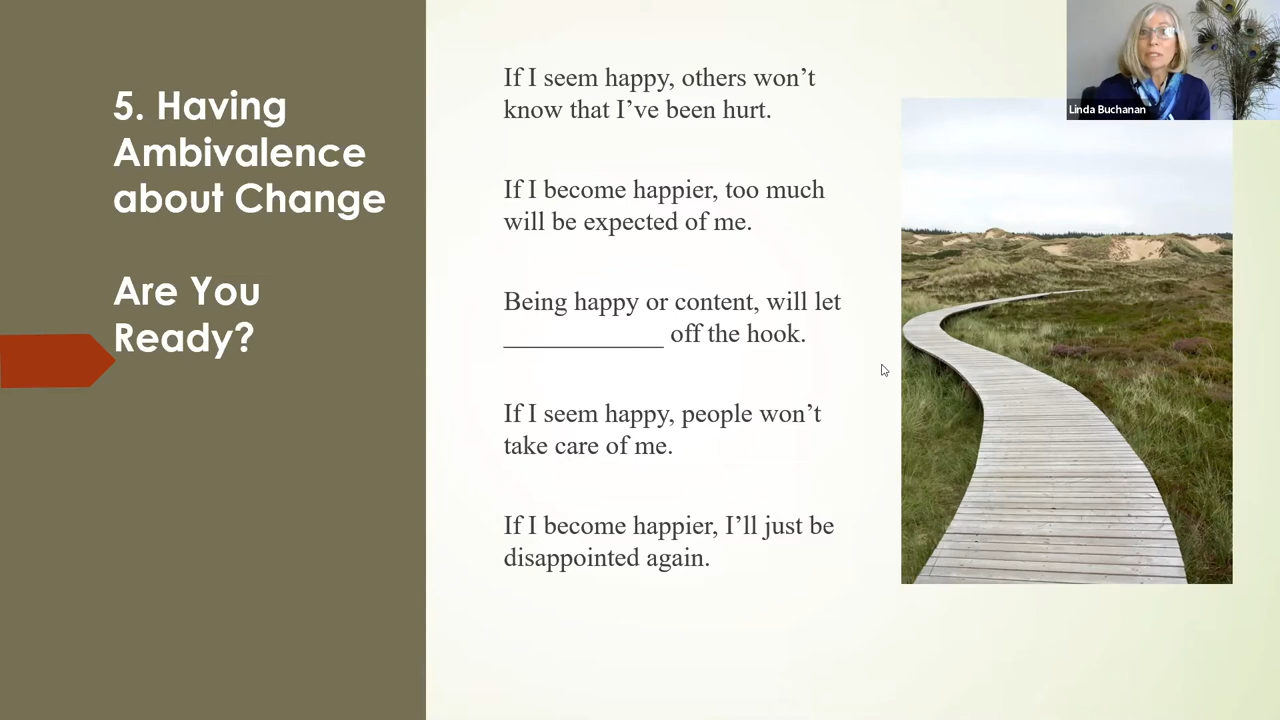 5. Having
Ambivalence
about Change
Are You
Ready?
If I seem happy, others won’t
know that I’ve been hurt.
If I become happier, too much
will be expected of me.
Being happy or content, will let
____________ off the hook.
If I seem happy, people won’t
take care of me.
If I become happier, I’ll just be
disappointed again.
Linda Buchanan